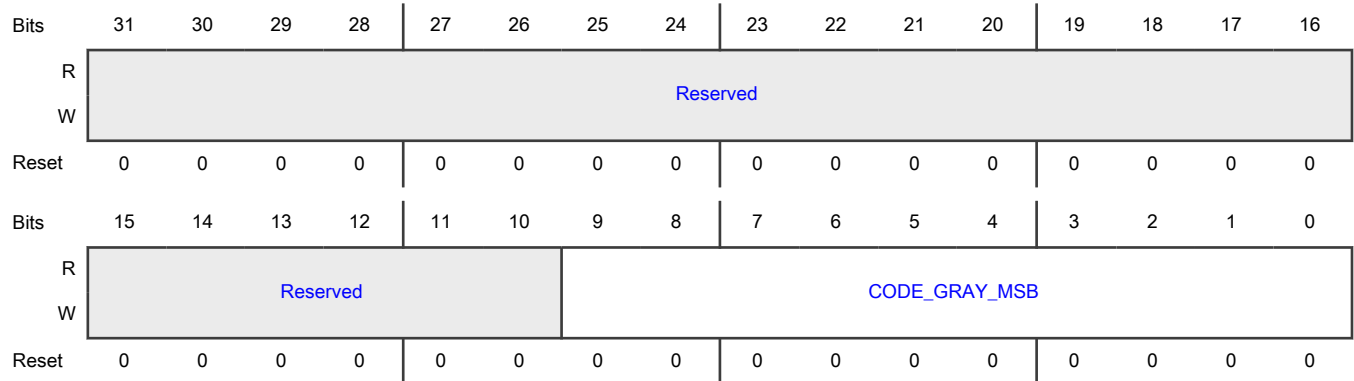 Bits 31 30 29 28 27 26 25 24 23 22 21 20 19 18 17 16
R
Reserved
W
Reset 0 0 0 0 0 0 0 0 0 0 0 0 0 0 0 0
Bits 15 14 13 12 11 10 9 8 7 6 5 4 3 2 1 0
R
Reserved CODE_GRAY_MSB
W
Reset 0 0 0 0 0 0 0 0 0 0 0 0 0 0 0 0